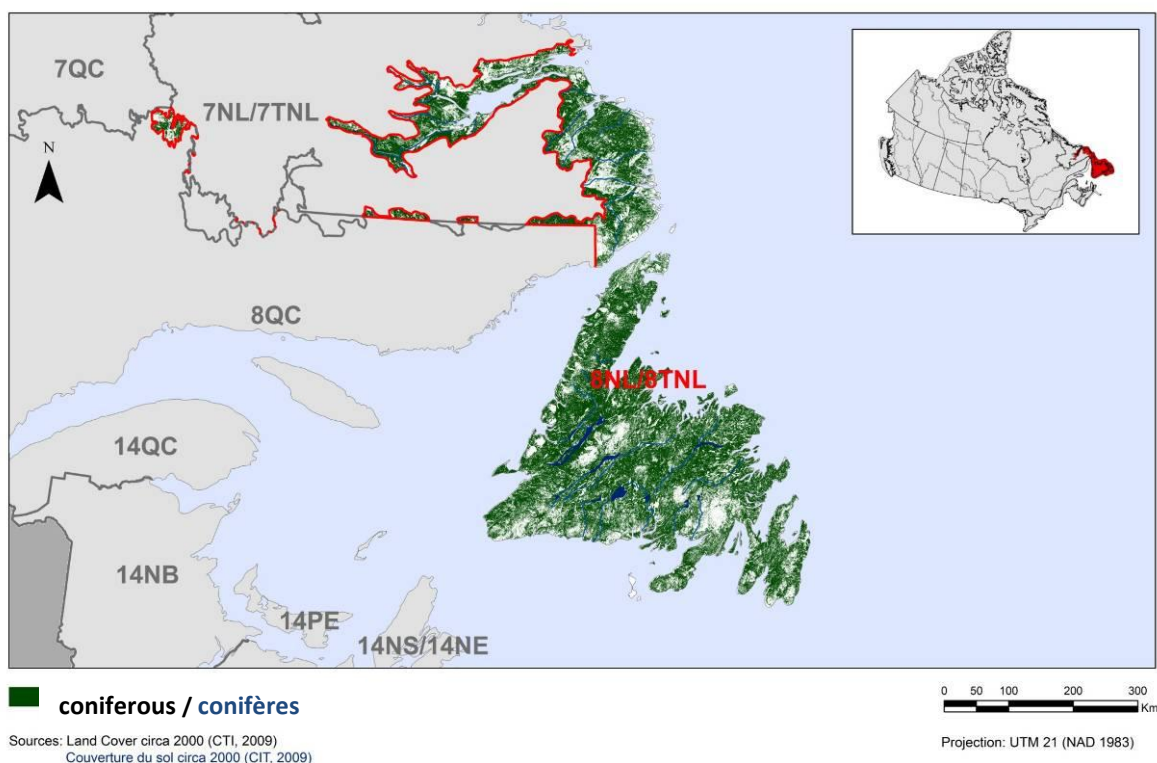 7QC
7NL/7TNL
N
8QC
8NL/8TNL
14QC
14NB
14PE
14NS/14NE
coniferous / conifères
0 50 100 200 300
Km
Sources: Land Cover circa 2000 (CTI, 2009)
Couverture du sol circa 2000 (CIT, 2009)
Projection: UTM 21 (NAD 1983)